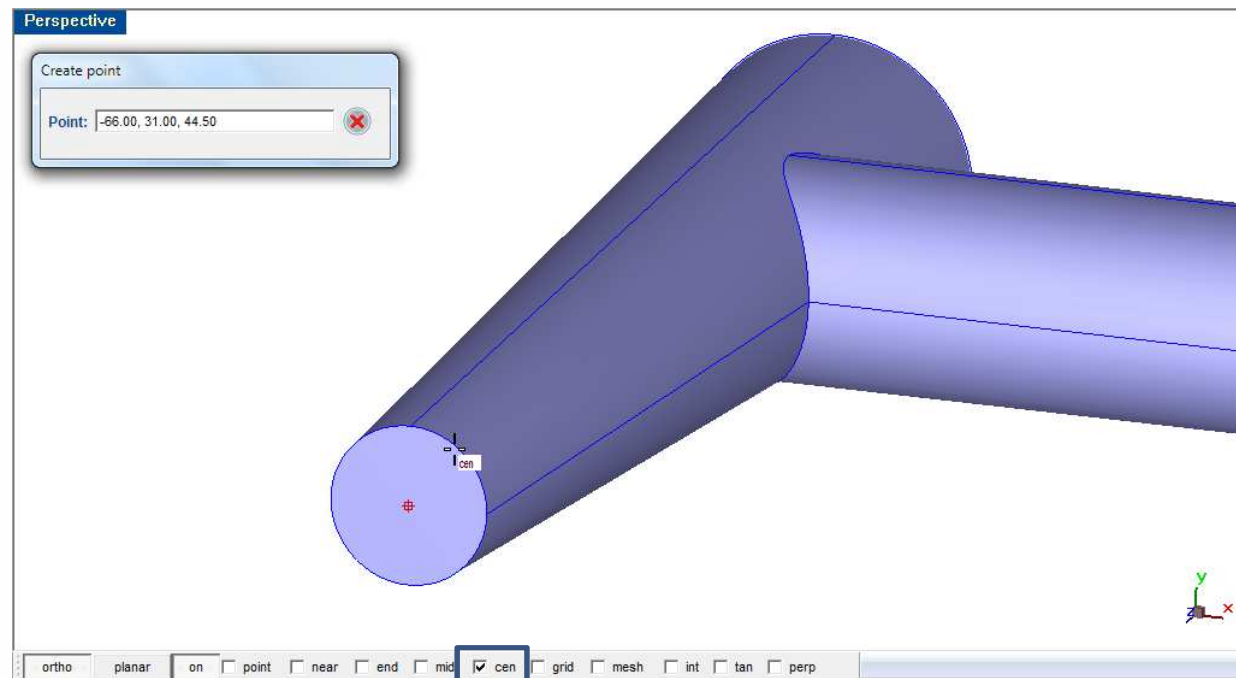 Perspective
Create point
Point: -66.00, 31.00, 44.50
cen
y
z x
ortho planar on point near end mid cen grid mesh int tan perp